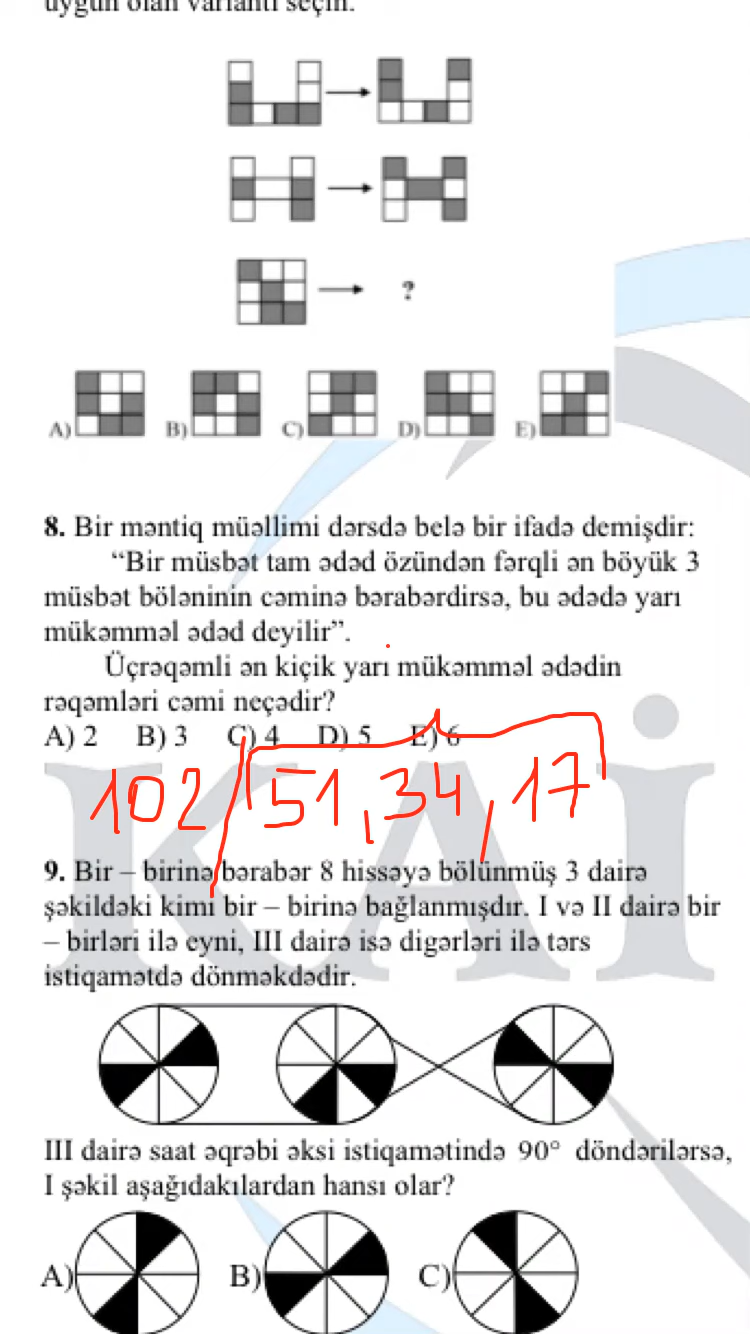 uyğun olan variantı seçin.
?
A) B) C) D) E)
8. Bir məntiq müəllimi dərsdə belə bir ifadə demişdir:
“Bir müsbət tam ədəd özündən fərqli ən böyük 3
müsbət böləninin cəminə bərabərdirsə, bu ədədə yarı
mükəmməl ədəd deyilir”.
Üçrəqəmli ən kiçik yarı mükəmməl ədədin
rəqəmləri cəmi neçədir?
A) 2 B) 3 C) 4 D) 5 E) 6
102 51, 34, 17
KAİ
9. Bir – birinə bərabər 8 hissəyə bölünmüş 3 dairə
şəkildəki kimi bir – birinə bağlanmışdır. I və II dairə bir
– birləri ilə eyni, III dairə isə digərləri ilə tərs
istiqamətdə dönməkdədir.
III dairə saat əqrəbi əksi istiqamətində 90° döndərilərsə,
I şəkil aşağıdakılardan hansı olar?
A) B) C)